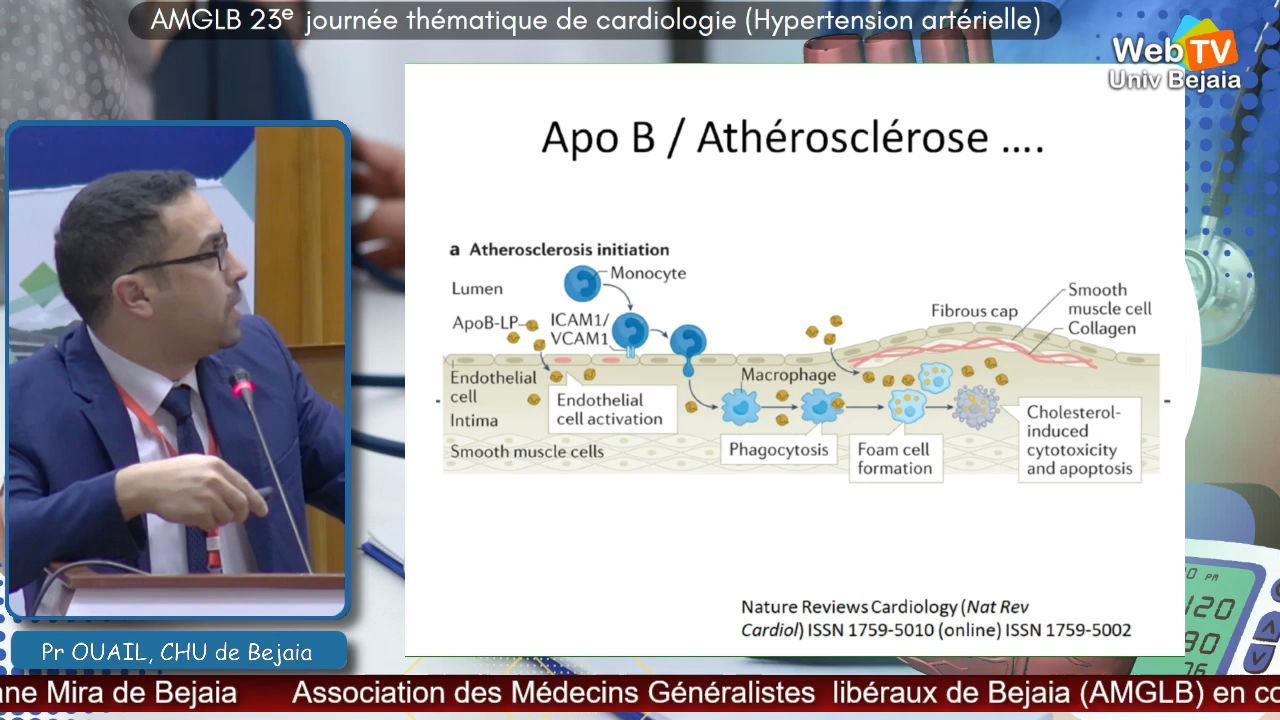 AMGLB 23e journée thématique de cardiologie (Hypertension artérielle)
WebTV
Univ Bejaia
Apo B / Athérosclérose ....
a Atherosclerosis initiation
Monocyte
Lumen
ApoB-LP
ICAM1/
VCAM1
Fibrous cap
Smooth
muscle cell
Collagen
Endothelial
cell
Endothelial
cell activation
Macrophage
Intima
Smooth muscle cells
Phagocytosis
Foam cell
formation
Cholesterol-
induced
cytotoxicity
and apoptosis
Nature Reviews Cardiology (Nat Rev
Cardiol) ISSN 1759-5010 (online) ISSN 1759-5002
PM
120
80
76
Pr OUAIL, CHU de Bejaia
ne Mira de Bejaia Association des Médecins Généralistes libéraux de Bejaia (AMGLB) en co